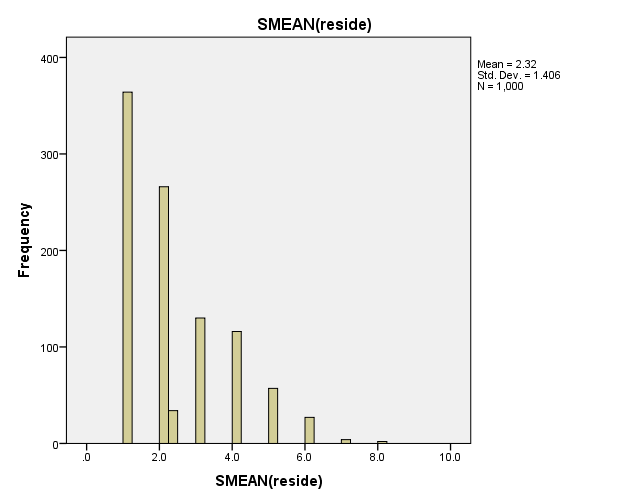 SMEAN(reside)
Mean = 2.32
Std. Dev. = 1.406
N = 1,000
400
300
200
100
0
Frequency
.0 2.0 4.0 6.0 8.0 10.0
SMEAN(reside)